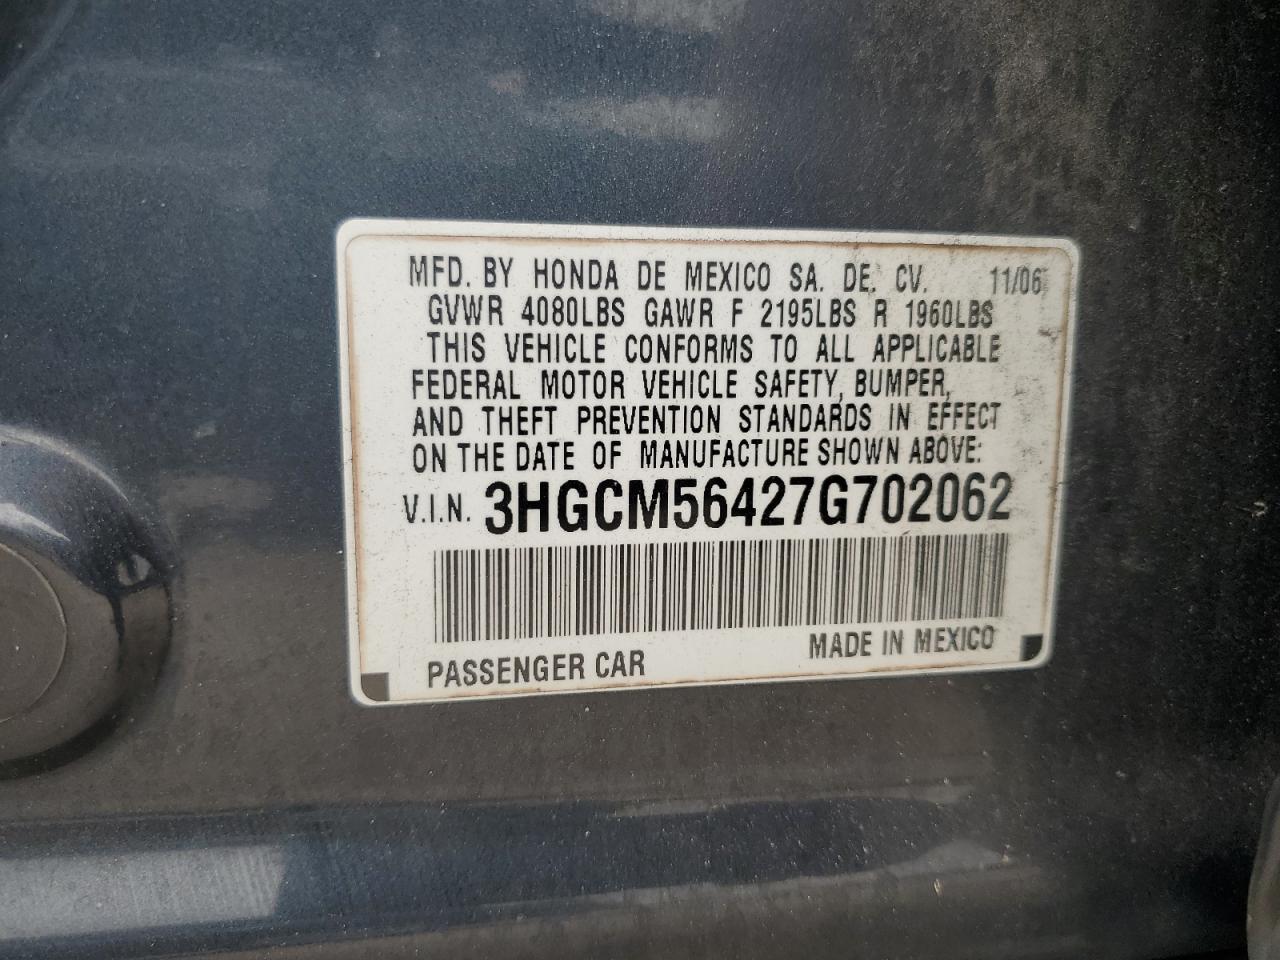 MFD. BY HONDA DE MEXICO SA. DE. CV. 11/06
GVWR 4080LBS GAWR F 2195LBS R 1960LBS
THIS VEHICLE CONFORMS TO ALL APPLICABLE
FEDERAL MOTOR VEHICLE SAFETY, BUMPER,
AND THEFT PREVENTION STANDARDS IN EFFECT
ON THE DATE OF MANUFACTURE SHOWN ABOVE:
V.I.N. 3HGCM56427G702062
PASSENGER CAR MADE IN MEXICO